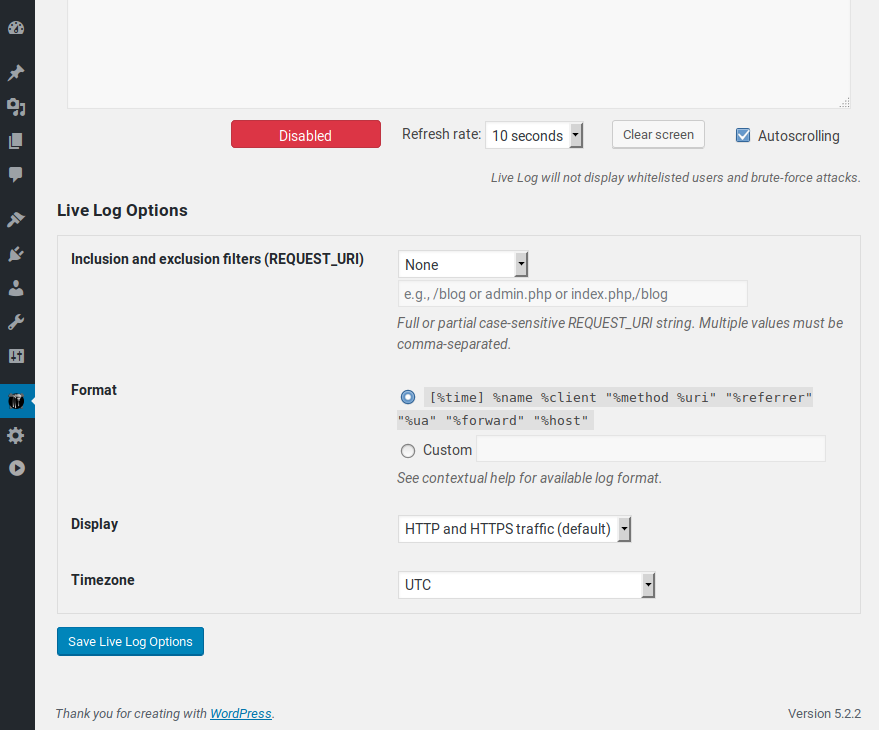 Disabled Refresh rate: 10 seconds Clear screen Autoscrolling
Live Log will not display whitelisted users and brute-force attacks.
Live Log Options
Inclusion and exclusion filters (REQUEST_URI) None
e.g., /blog or admin.php or index.php,/blog
Full or partial case-sensitive REQUEST_URI string. Multiple values must be
comma-separated.
Format [%time] %name %client "%method %uri" "%referrer"
"%ua" "%forward" "%host"
Custom
See contextual help for available log format.
Display HTTP and HTTPS traffic (default)
Timezone UTC
Save Live Log Options
Thank you for creating with WordPress. Version 5.2.2